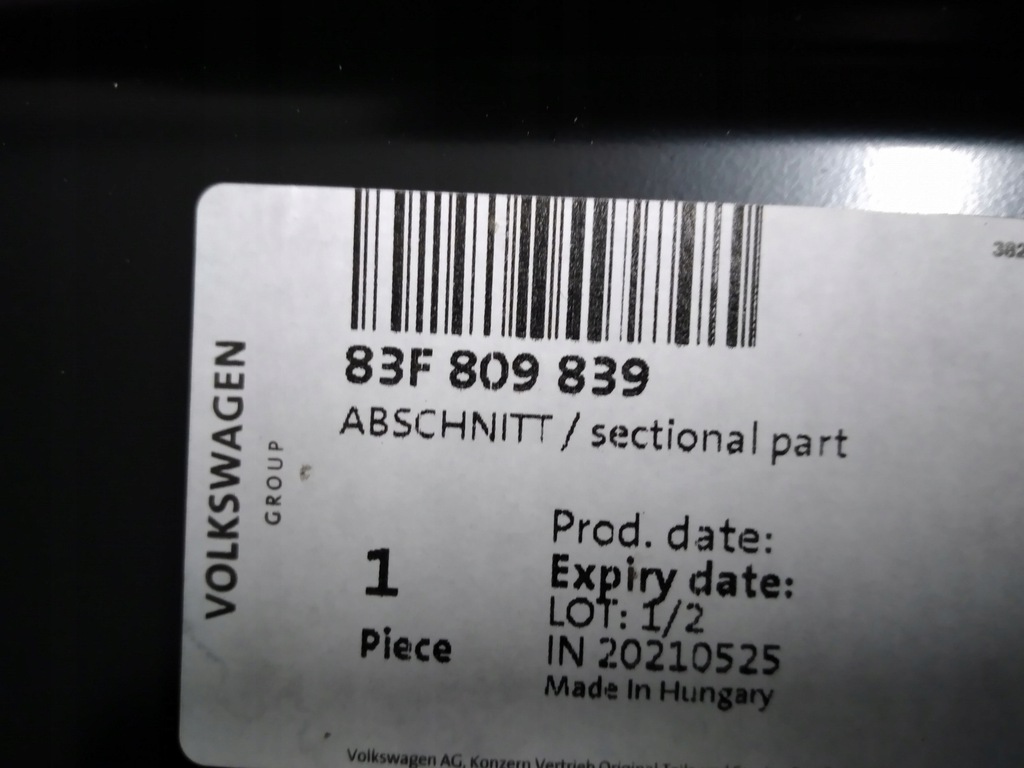 382
83F 809 839
ABSCHNITT / sectional part
VOLKSWAGEN
GROUP
1
Piece
Prod. date:
Expiry date:
LOT: 1/2
IN 20210525
Made In Hungary
Volkswagen AG, Konzern Vertrieb Original